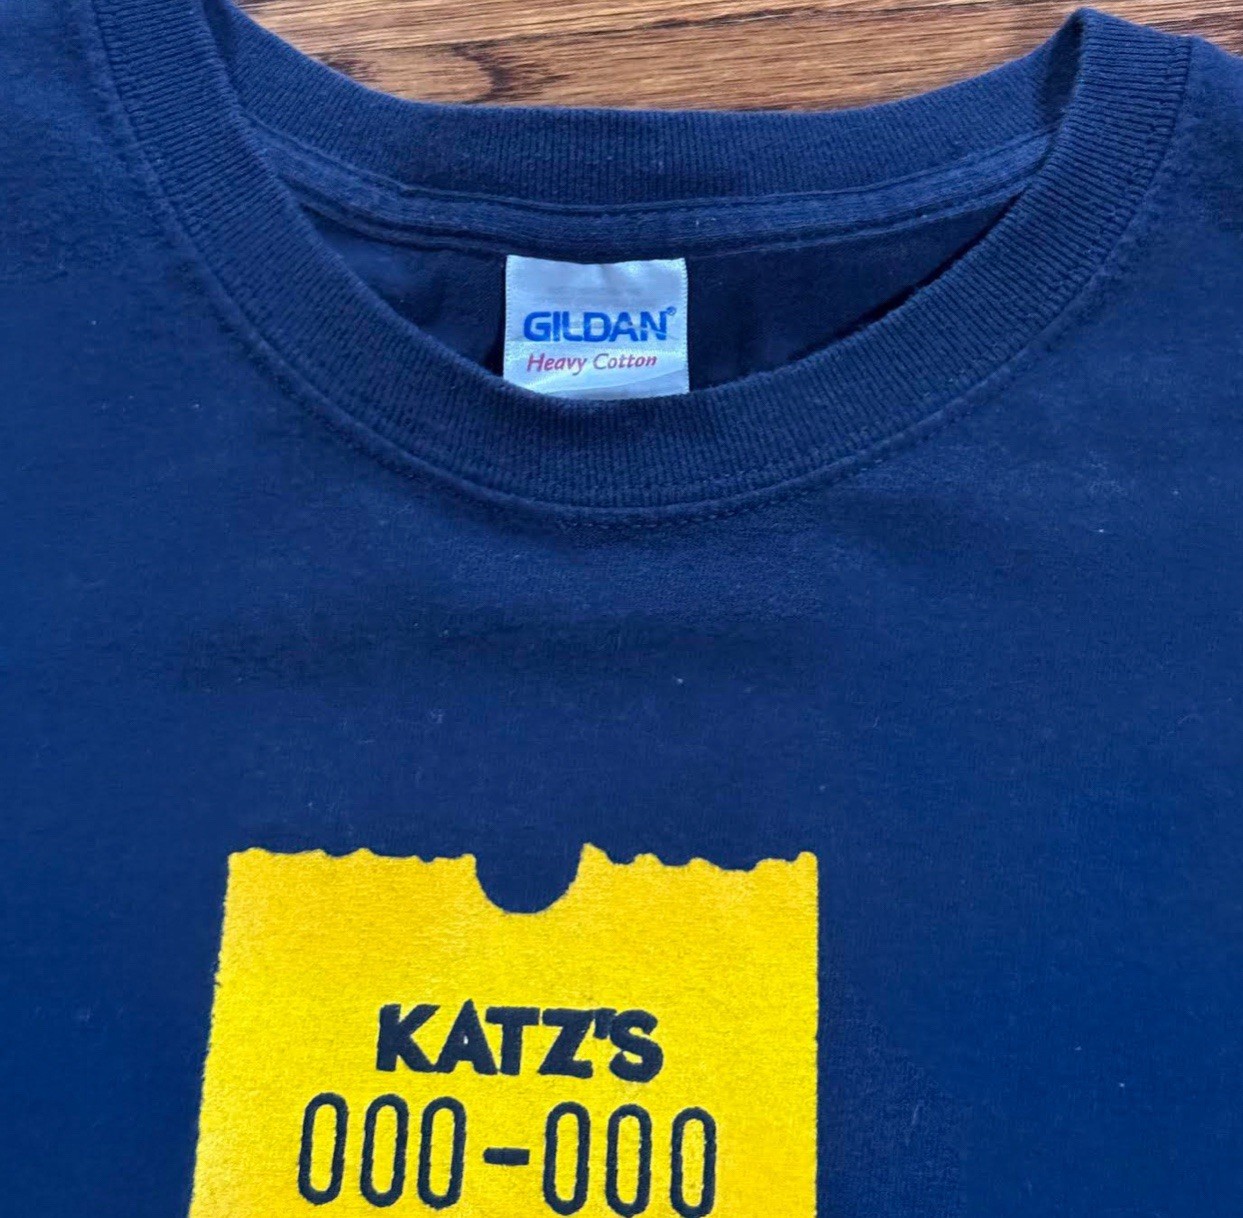 GILDAN®
Heavy Cotton
KATZ'S
000-000